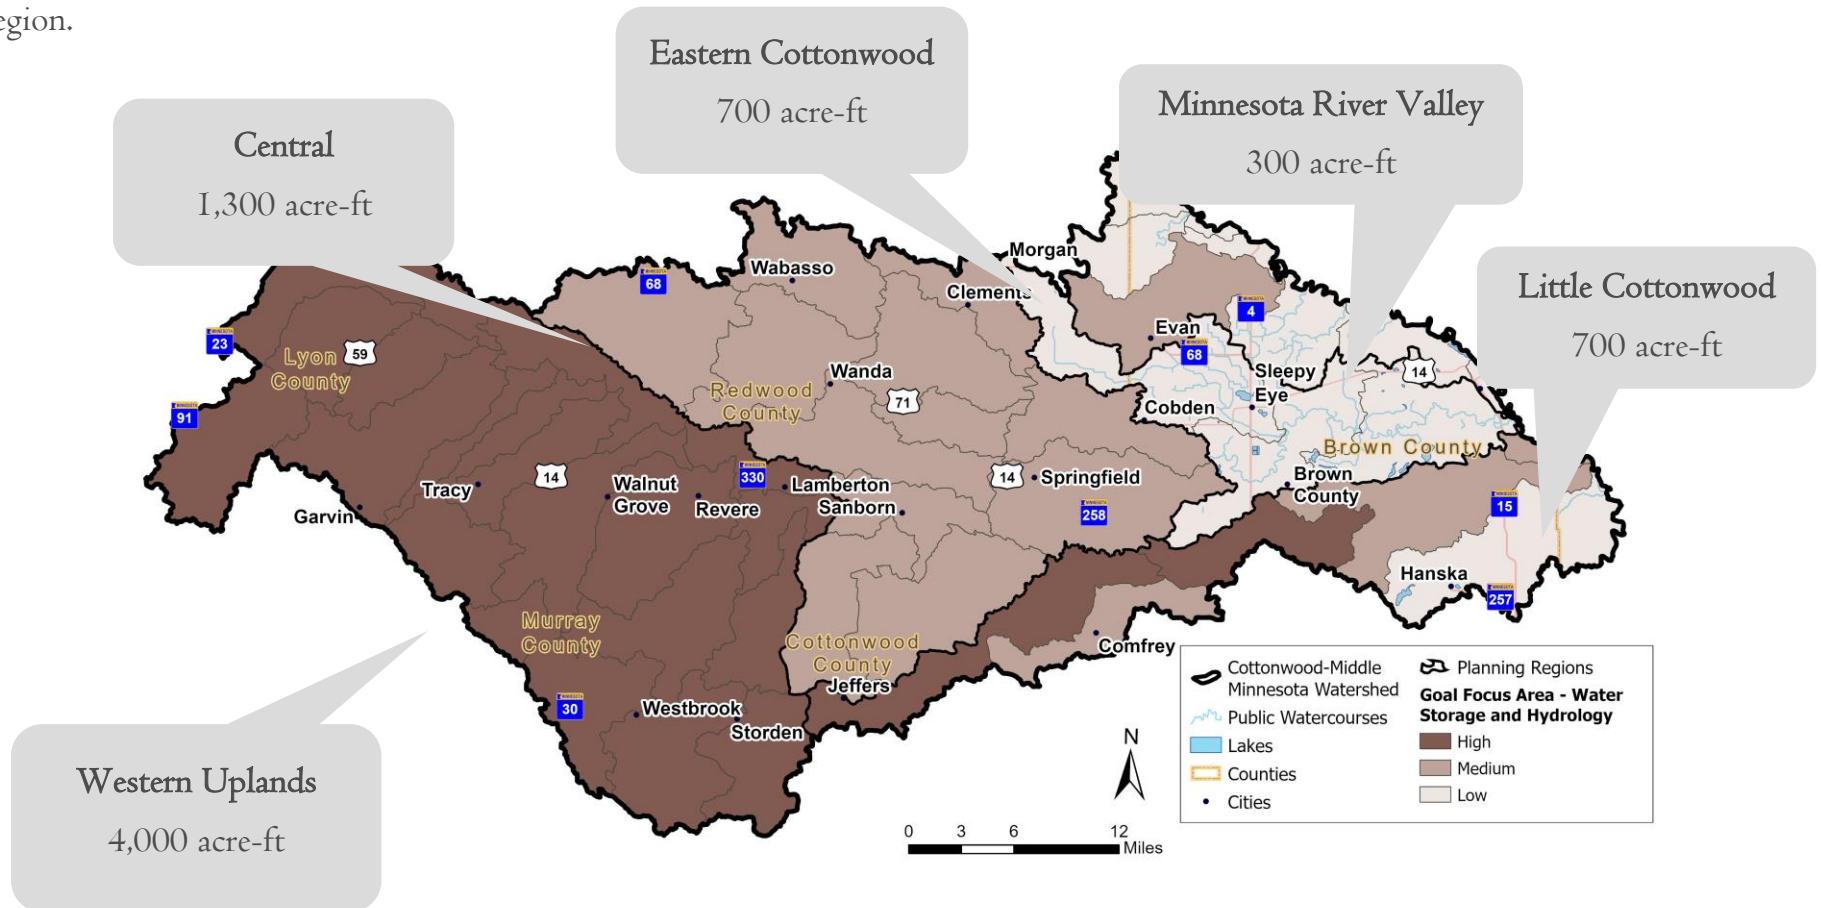 egion.
Eastern Cottonwood
700 acre-ft
Minnesota River Valley
300 acre-ft
Central
1,300 acre-ft
Little Cottonwood
700 acre-ft
Western Uplands
4,000 acre-ft
Morgan
Wabasso
68
Clements
4
Evan
68
23
Lyon
County
59
Sleepy
Eye
14
Wanda
Redwood
County
71
91
Cobden
Brown County
Tracy
14
Walnut
Grove
330
Revere
Lamberton
Sanborn
14
Springfield
258
Brown
County
15
Garvin
Hanska
257
Murray
County
Cottonwood
County
Jeffers
Comfrey
30
Westbrook
Storden
N
0
3
6
12
Miles
Cottonwood-Middle
Minnesota Watershed
Public Watercourses
Lakes
Counties
Cities
Planning Regions
Goal Focus Area - Water
Storage and Hydrology
High
Medium
Low